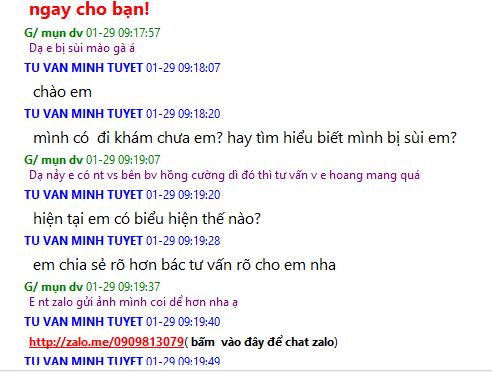 ngay cho bạn!
G/ mụn dv 01-29 09:17:57
Dạ e bị sùi mào gà á
TU VAN MINH TUYET 01-29 09:18:07
chào em
TU VAN MINH TUYET 01-29 09:18:20
mình có đi khám chưa em? hay tìm hiểu biết mình bị sùi em?
G/ mụn dv 01-29 09:19:07
Dạ nảy e có nt vs bên bv hồng cường dì đó thì tư vấn v e hoang mang quá
TU VAN MINH TUYET 01-29 09:19:20
hiện tại em có biểu hiện thế nào?
TU VAN MINH TUYET 01-29 09:19:28
em chia sẻ rõ hơn bác tư vấn rõ cho em nha
G/ mụn dv 01-29 09:19:37
E nt zalo gửi ảnh mình coi dể hơn nha ạ
TU VAN MINH TUYET 01-29 09:19:40
http://zalo.me/0909813079( bấm vào đây để chat zalo)
TU VAN MINH TUYET 01-29 09:19:49